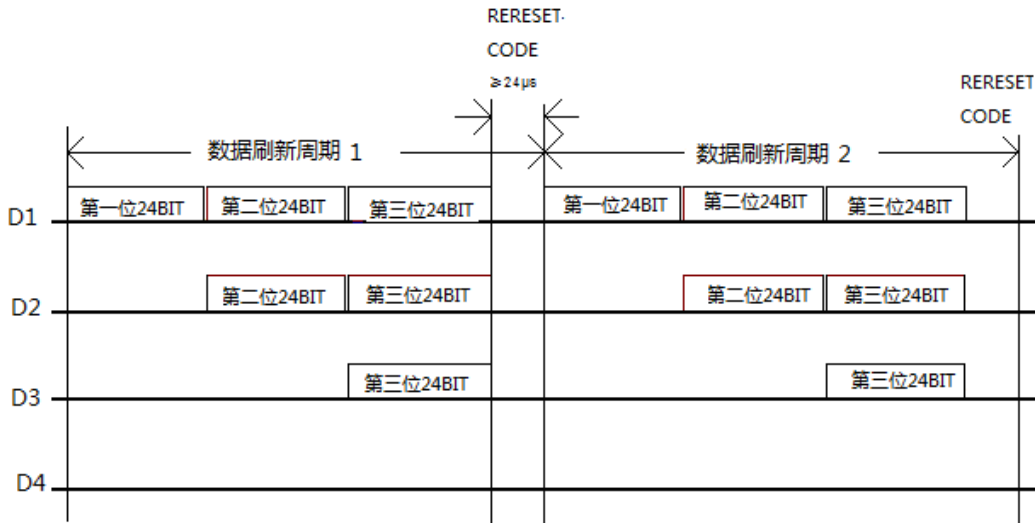 RERESET.
CODE
≥24μs
RERESET
CODE
数据刷新周期 1
数据刷新周期 2
D1
第一位24BIT
第二位24BIT
第三位24BIT
第一位24BIT
第二位24BIT
第三位24BIT
D2
第二位24BIT
第三位24BIT
第二位24BIT
第三位24BIT
D3
第三位24BIT
第三位24BIT
D4